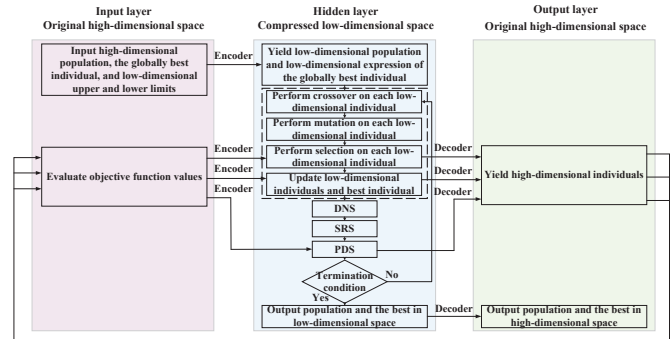 Input layer
Original high-dimensional space
Hidden layer
Compressed low-dimensional space
Output layer
Original high-dimensional space
Input high-dimensional
population, the globally best
individual, and low-dimensional
upper and lower limits
Encoder
Yield low-dimensional population
and low-dimensional expression of
the globally best individual
Perform crossover on each low-
dimensional individual
Perform mutation on each low-
dimensional individual
Encoder
Perform selection on each low-
dimensional individual
Decoder
Evaluate objective function values
Encoder
Update low-dimensional
individuals and best individual
Decoder
Yield high-dimensional individuals
Encoder
Decoder
DNS
SRS
PDS
Termination
condition
No
Yes
Output population and the best in
low-dimensional space
Decoder
Output population and the best in
high-dimensional space